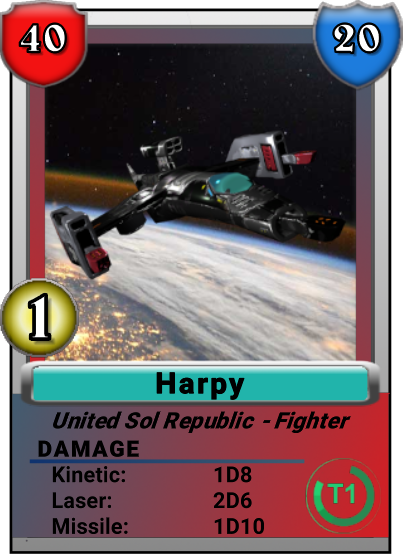 40
20
1
Harpy
United Sol Republic - Fighter
DAMAGE
Kinetic: 1D8
Laser: 2D6
Missile: 1D10
T1